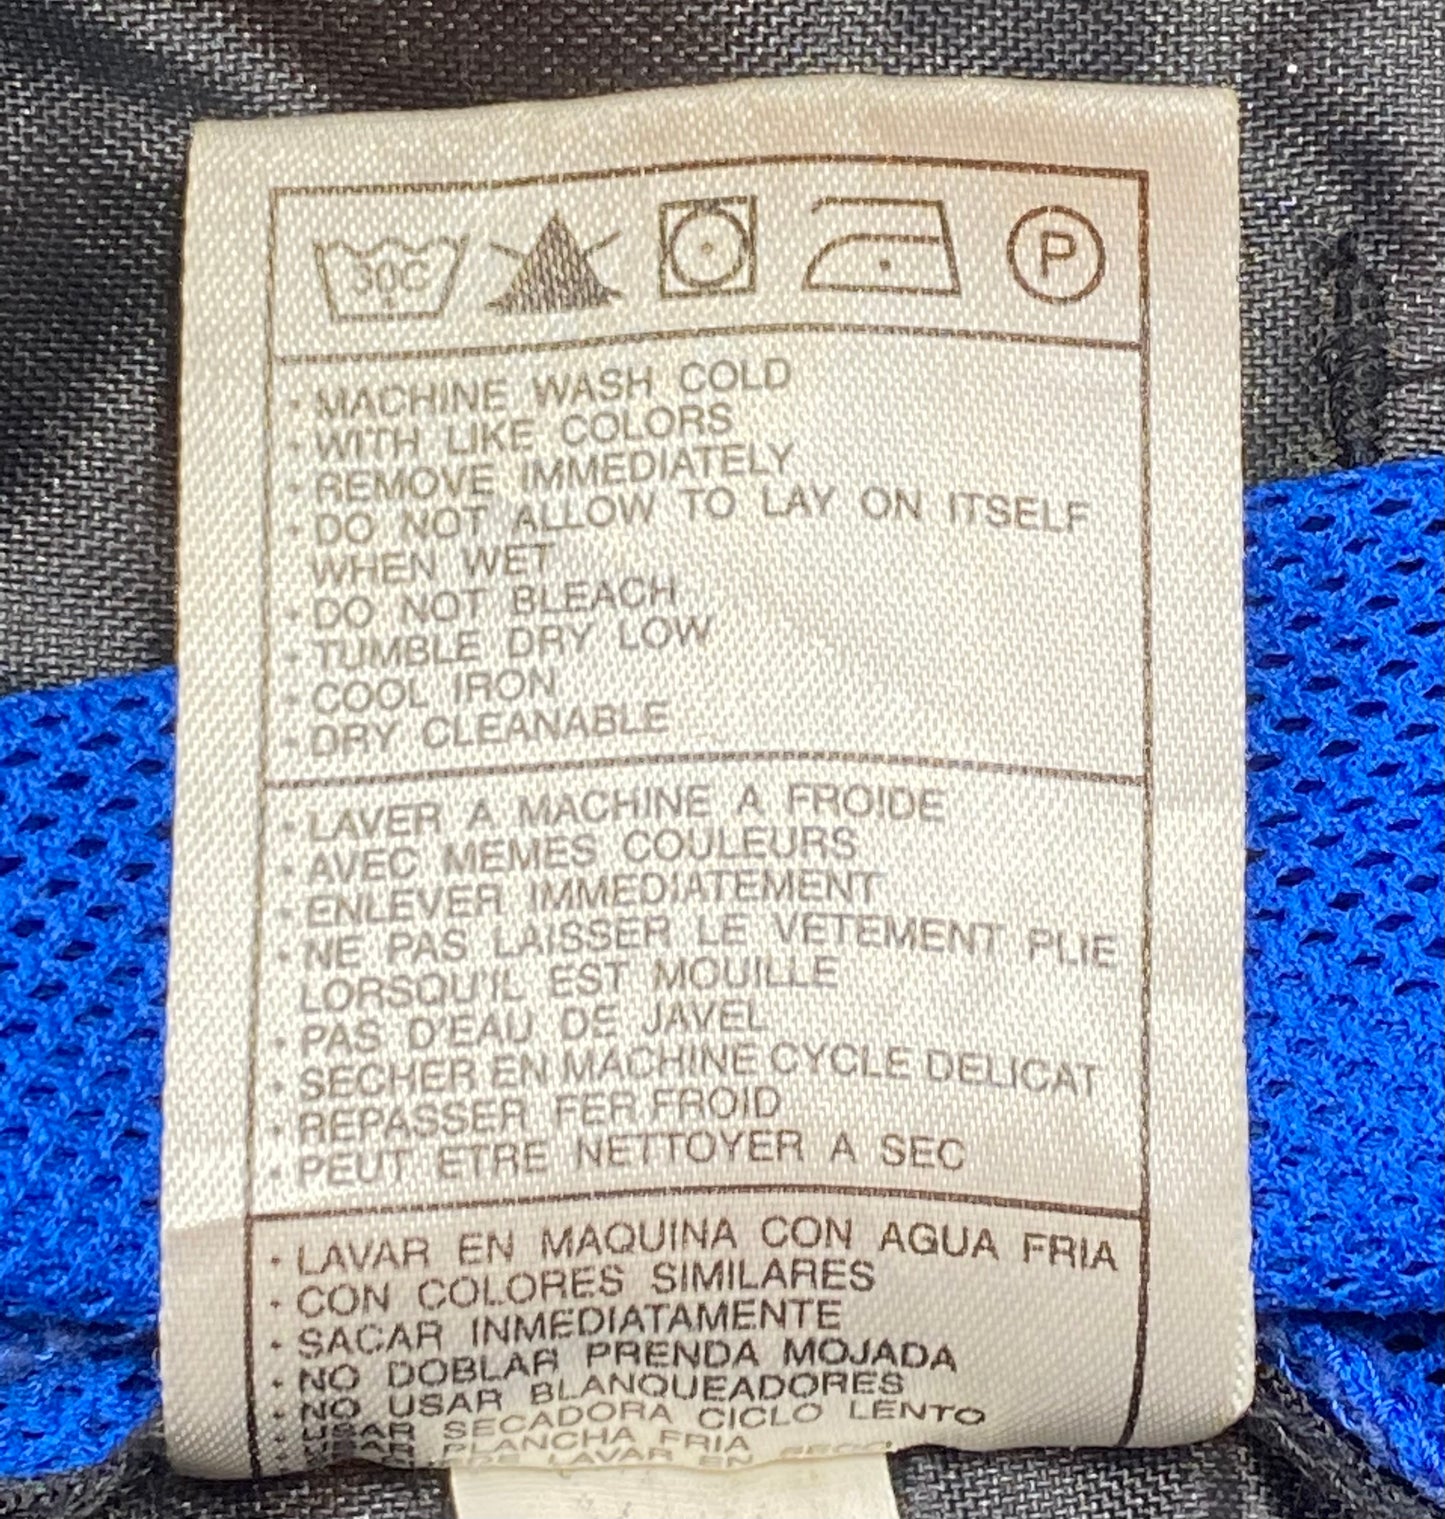 30C
P
· MACHINE WASH COLD
· WITH LIKE COLORS
· REMOVE IMMEDIATELY
· DO NOT ALLOW TO LAY ON ITSELF
WHEN WET
· DO NOT BLEACH
· TUMBLE DRY LOW
· COOL IRON
· DRY CLEANABLE
· LAVER A MACHINE A FROIDE
· AVEC MEMES COULEURS
· ENLEVER IMMEDIATEMENT
· NE PAS LAISSER LE VETEMENT PLIE
LORSQU'IL EST MOUILLE
· PAS D'EAU DE JAVEL
· SECHER EN MACHINE CYCLE DELICAT
· REPASSER FER FROID
· PEUT ETRE NETTOYER A SEC
· LAVAR EN MAQUINA CON AGUA FRIA
· CON COLORES SIMILARES
· SACAR INMEDIATAMENTE
· NO DOBLAR PRENDA MOJADA
· NO USAR BLANQUEADORES
· USAR SECADORA CICLO LENTO
· USAR PLANCHA FRIA
LAVAR EN